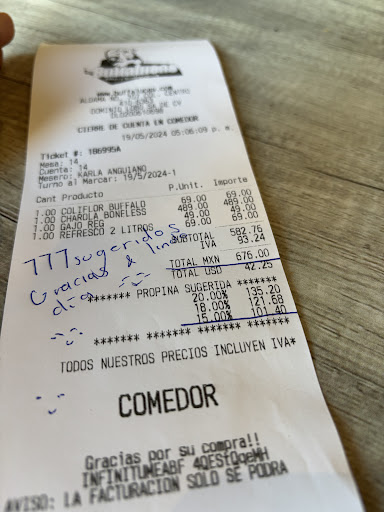 CIERRE DE CUENTA EN COMEDOR
19/05/2024 05:06:09 p. m.
Ticket #: 186995A
Mesa: 14
Cuenta: 14
Mesero: KARLA ANGUIANO
Turno al Marcar: 19/5/2024-1
Cant Producto P.Unit. Importe
1.00 COLIFLOR BUFFALO 69.00 69.00
1.00 CHAROLA BONELESS 489.00 489.00
1.00 GAJO REG 49.00 49.00
1.00 REFRESCO 2 LITROS 69.00 69.00
SUBTOTAL 582.76
IVA 93.24
TOTAL MXN 676.00
TOTAL USD 42.25
777 sugeridos
Gracias & lindo
día
******* PROPINA SUGERIDA *******
20.00% 135.20
18.00% 121.68
15.00% 101.40
******* ******* ******* *******
TODOS NUESTROS PRECIOS INCLUYEN IVA*
COMEDOR
Gracias por su compra!!
INFINITUMEABF 4QEStQqeMH
AVISO: LA FACTURACION SOLO SE PODRA